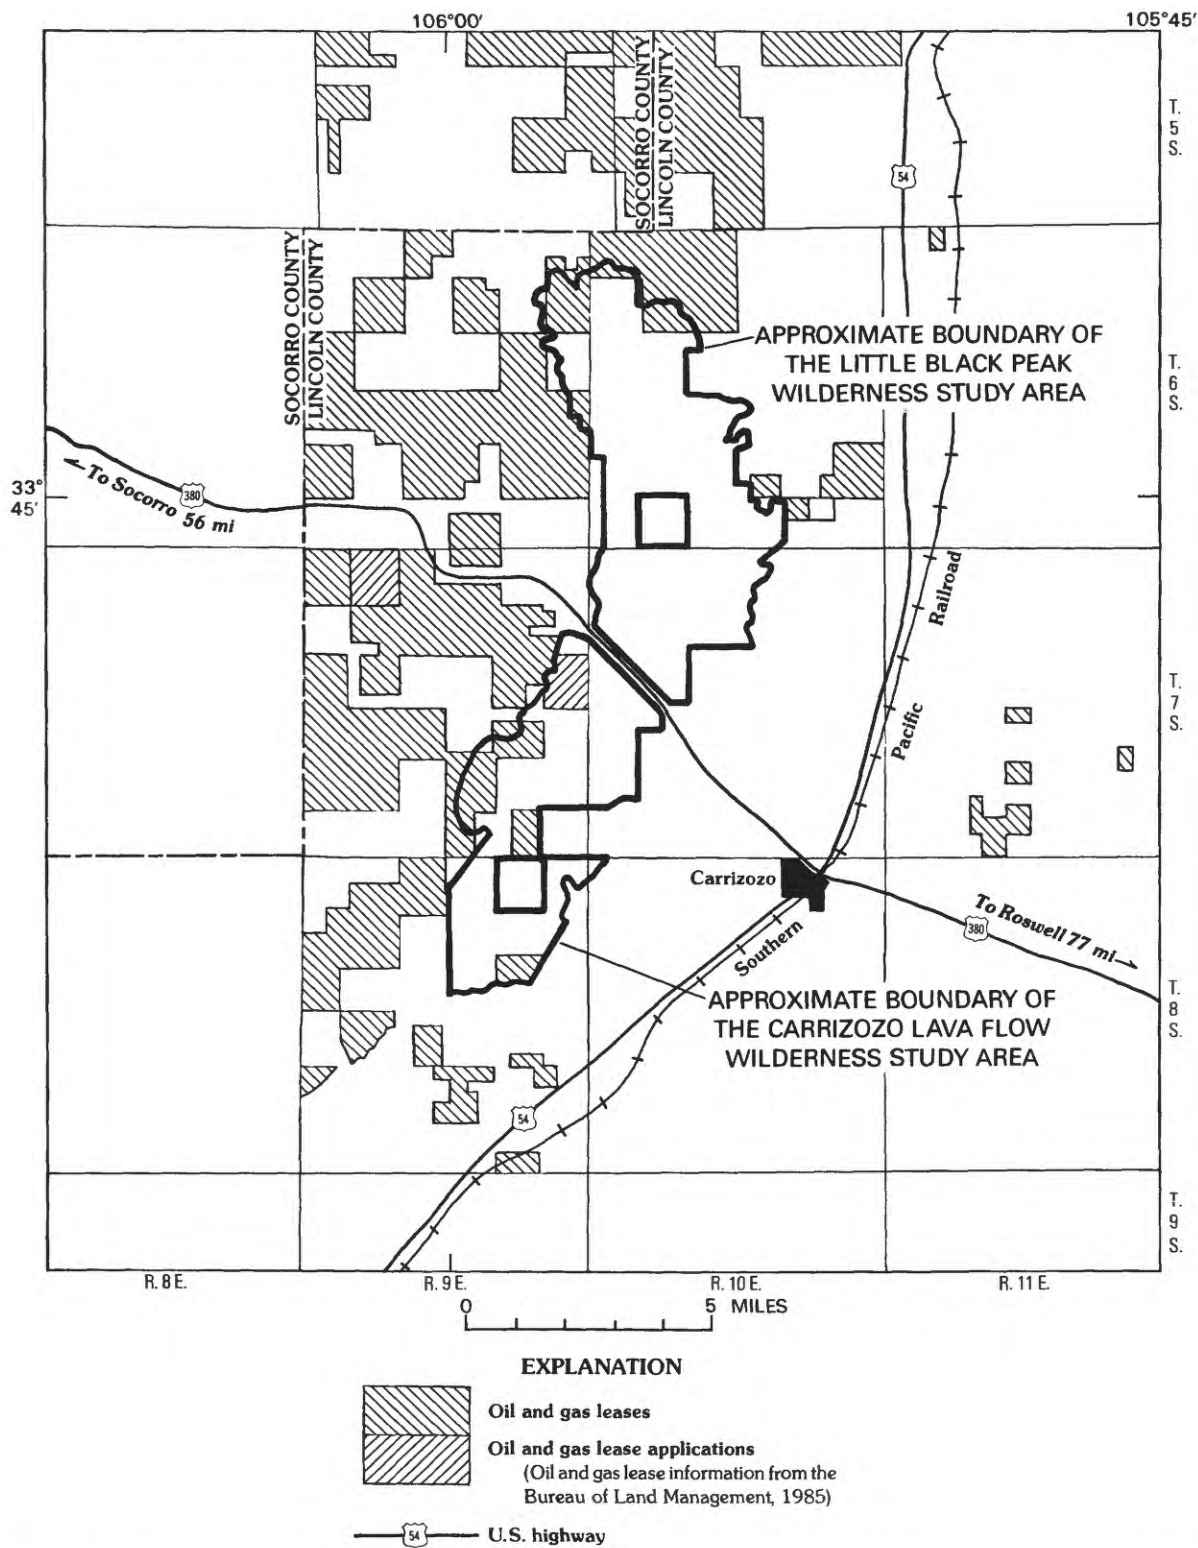 106°00′
105°45′
SOCORRO COUNTY
LINCOLN COUNTY
T.
5
S.
54
SOCORRO COUNTY
LINCOLN COUNTY
APPROXIMATE BOUNDARY OF
THE LITTLE BLACK PEAK
WILDERNESS STUDY AREA
T.
6
S.
33°
45′
380
To Socorro 56 mi
Railroad
Pacific
T.
7
S.
Carrizozo
Southern
To Roswell 77 mi
380
APPROXIMATE BOUNDARY OF
THE CARRIZOZO LAVA FLOW
WILDERNESS STUDY AREA
T.
8
S.
54
T.
9
S.
R. 8 E.
R. 9 E.
R. 10 E.
R. 11 E.
0
5 MILES
EXPLANATION
Oil and gas leases
Oil and gas lease applications
(Oil and gas lease information from the
Bureau of Land Management, 1985)
54
U.S. highway